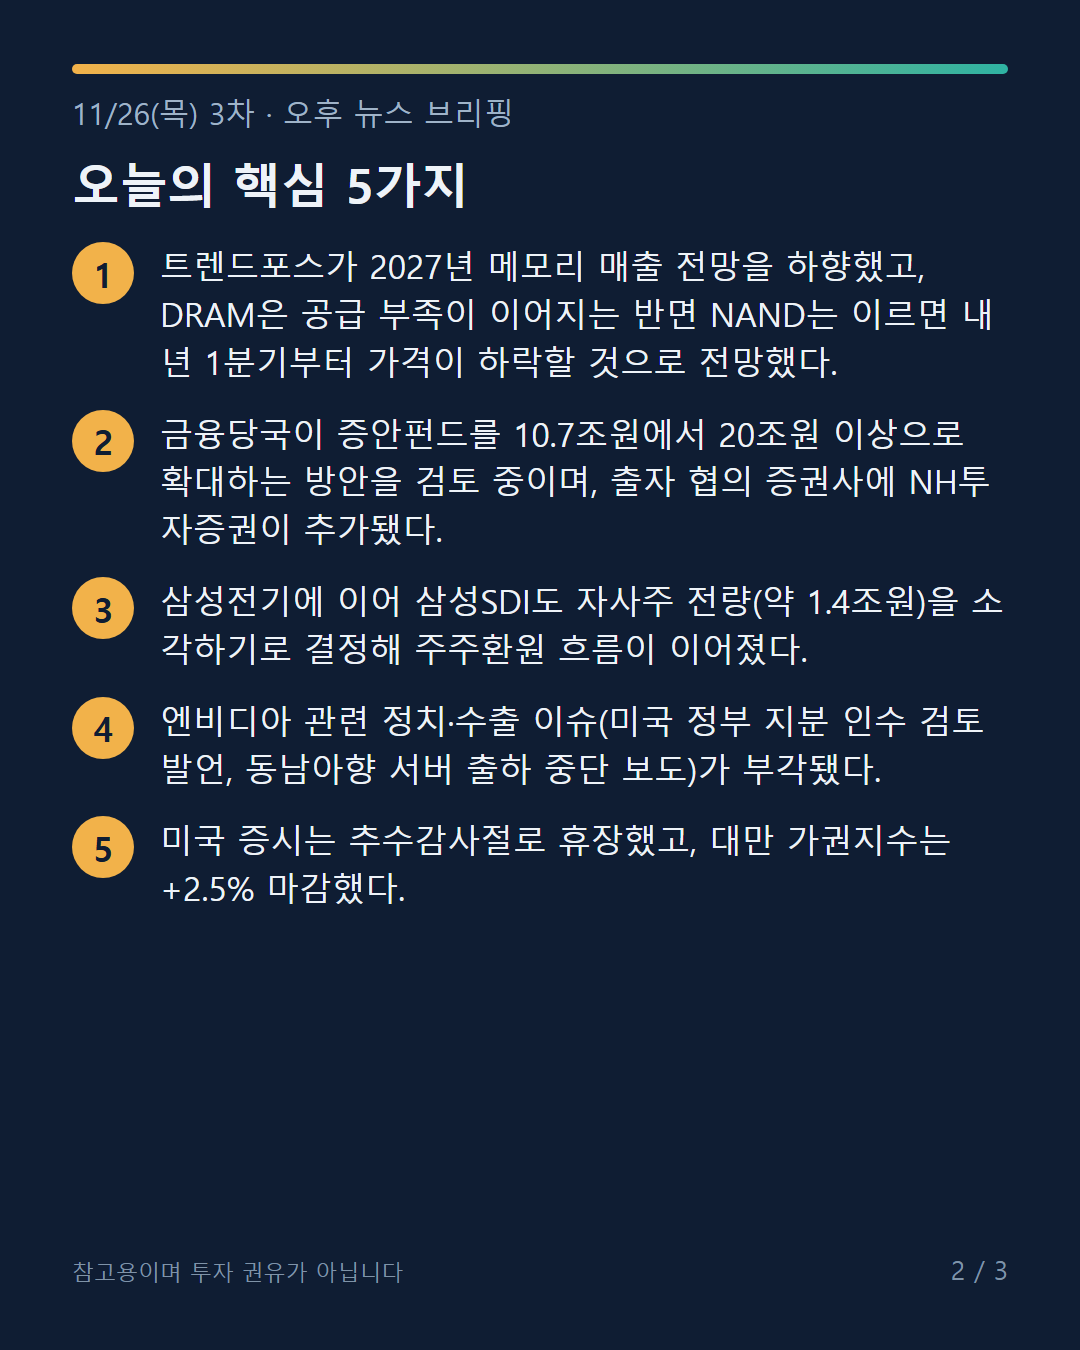 11/26(목) 3차 · 오후 뉴스 브리핑
오늘의 핵심 5가지
1 트렌드포스가 2027년 메모리 매출 전망을 하향했고,
DRAM은 공급 부족이 이어지는 반면 NAND는 이르면 내
년 1분기부터 가격이 하락할 것으로 전망했다.
2 금융당국이 증안펀드를 10.7조원에서 20조원 이상으로
확대하는 방안을 검토 중이며, 출자 협의 증권사에 NH투
자증권이 추가됐다.
3 삼성전기에 이어 삼성SDI도 자사주 전량(약 1.4조원)을 소
각하기로 결정해 주주환원 흐름이 이어졌다.
4 엔비디아 관련 정치·수출 이슈(미국 정부 지분 인수 검토
발언, 동남아향 서버 출하 중단 보도)가 부각됐다.
5 미국 증시는 추수감사절로 휴장했고, 대만 가권지수는
+2.5% 마감했다.
참고용이며 투자 권유가 아닙니다
2 / 3